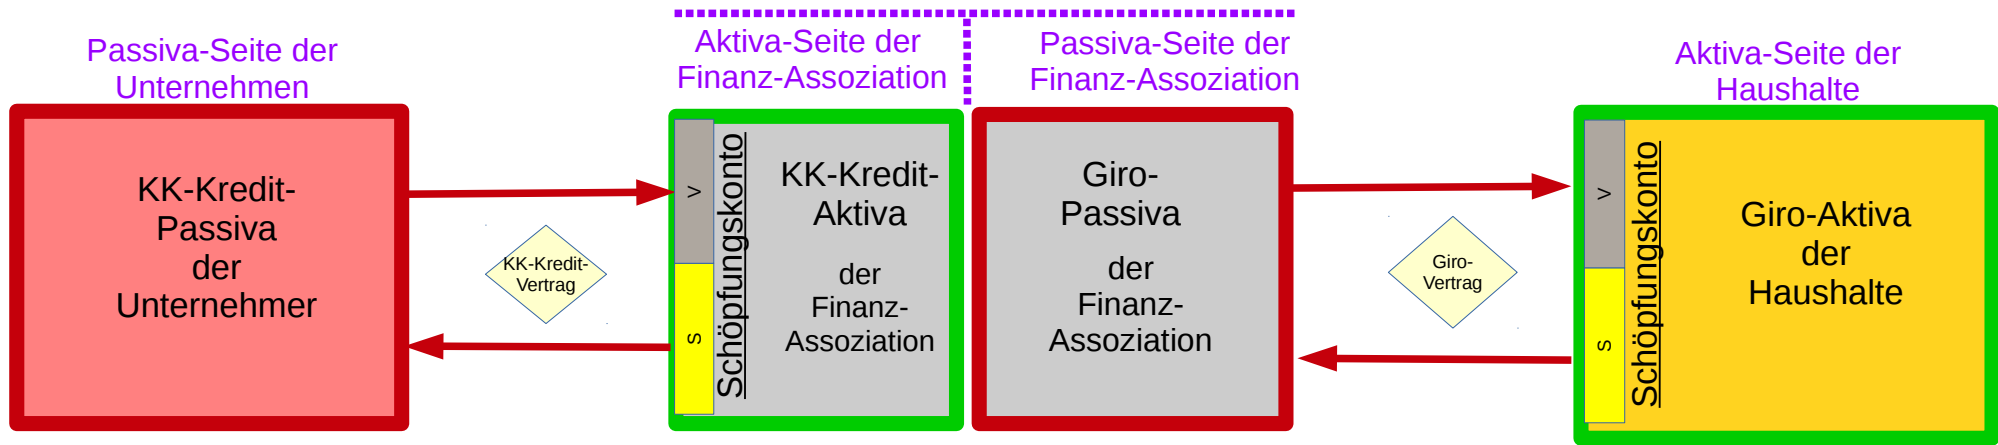 Passiva-Seite der
Unternehmen
Aktiva-Seite der
Finanz-Assoziation
Passiva-Seite der
Finanz-Assoziation
Aktiva-Seite der
Haushalte
KK-Kredit-
Passiva
der
Unternehmer
KK-Kredit-
Vertrag
V
S
Schöpfungskonto
KK-Kredit-
Aktiva
der
Finanz-
Assoziation
Giro-
Passiva
der
Finanz-
Assoziation
Giro-
Vertrag
V
S
Schöpfungskonto
Giro-Aktiva
der
Haushalte